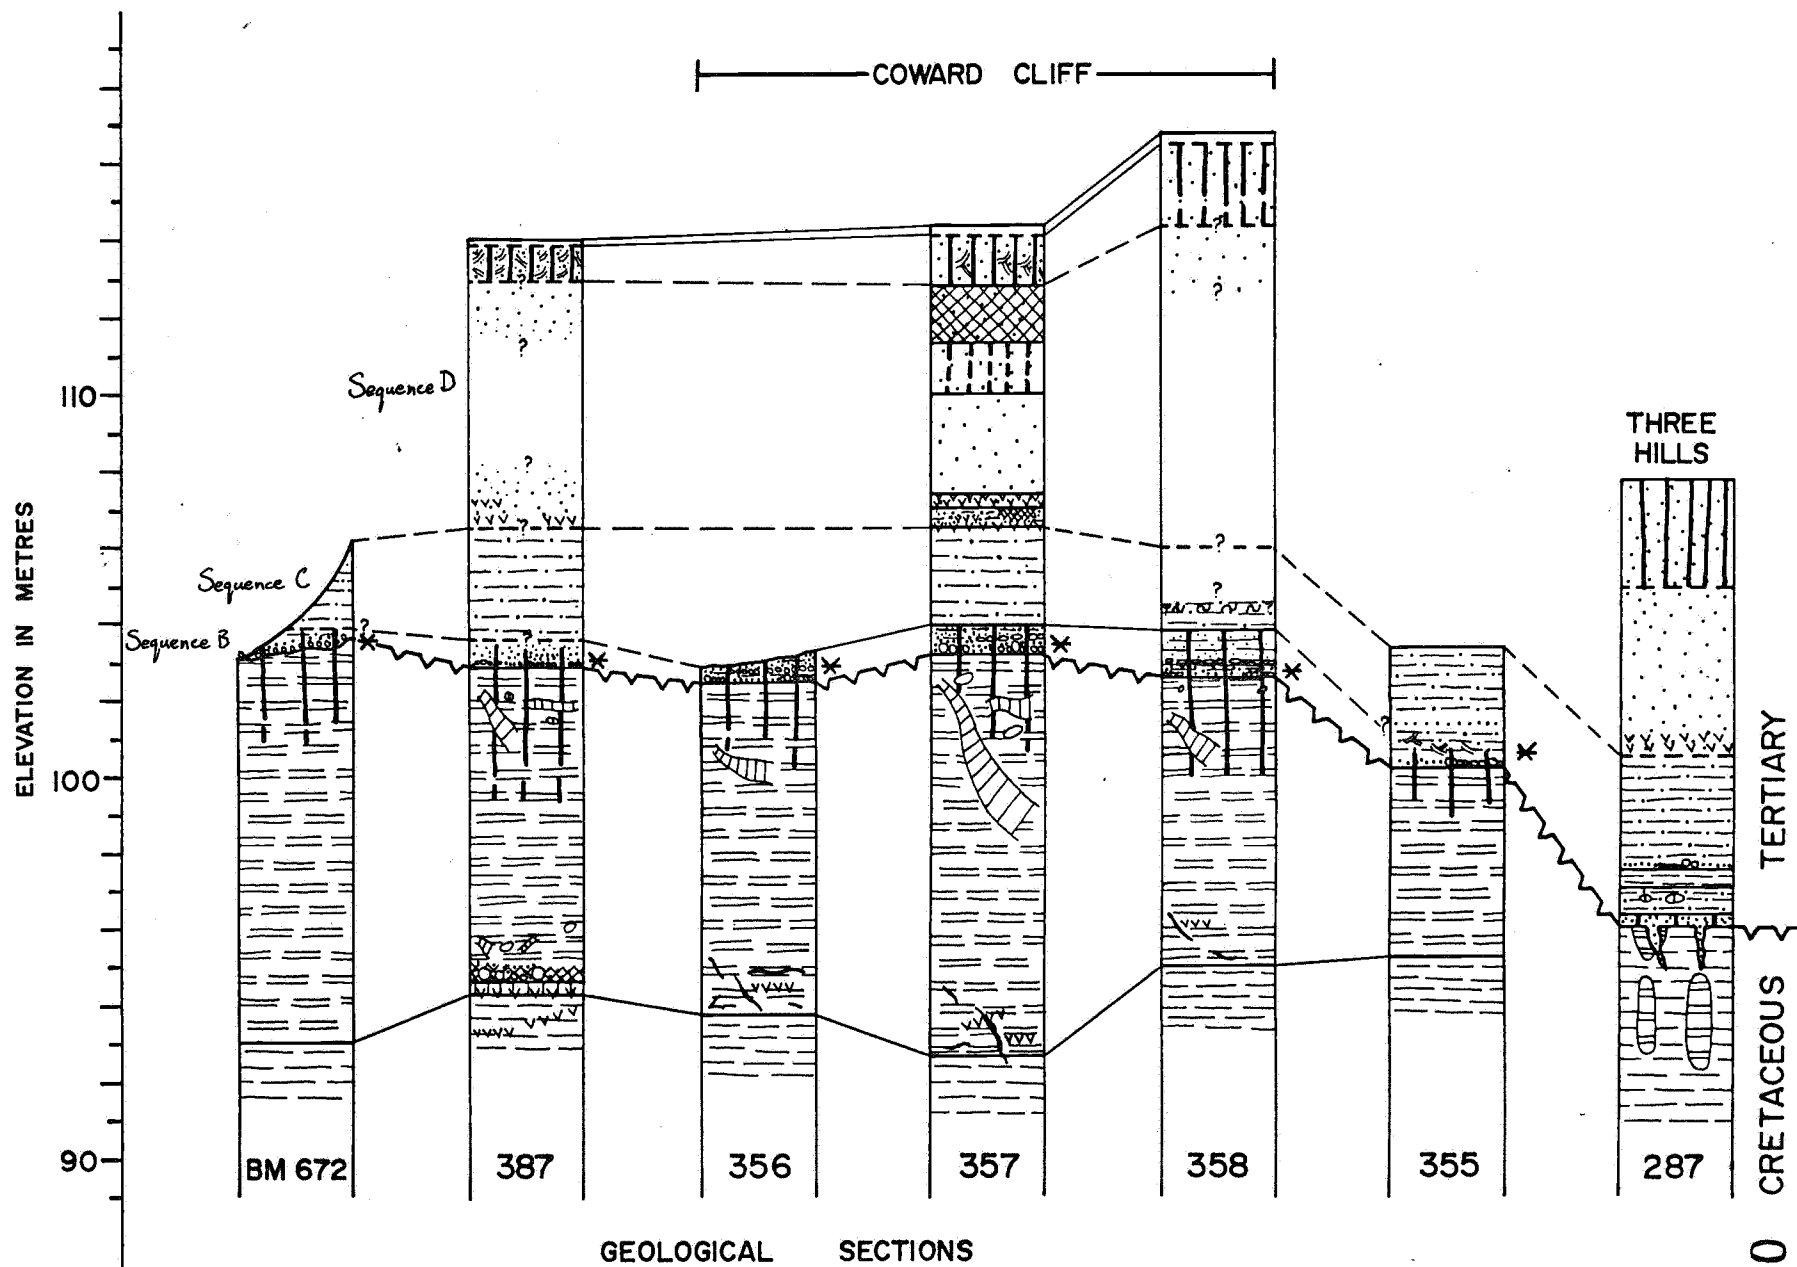 COWARD CLIFF
Sequence D
110
THREE
HILLS
ELEVATION IN METRES
Sequence C
Sequence B
?
?
?
?
?
?
?
?
?
?
?
100
TERTIARY
CRETACEOUS
90
BM 672
387
356
357
358
355
287
GEOLOGICAL SECTIONS
0